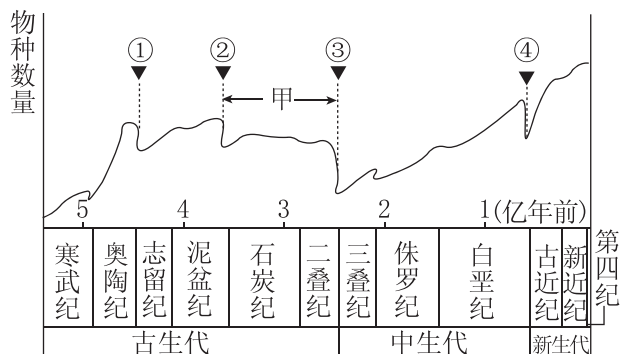 物种数量
① ② ③ ④
甲
5 4 3 2 1(亿年前)
寒武纪 奥陶纪 志留纪 泥盆纪 石炭纪 二叠纪 三叠纪 侏罗纪 白垩纪 古近纪 新近纪 第四纪
古生代 中生代 新生代